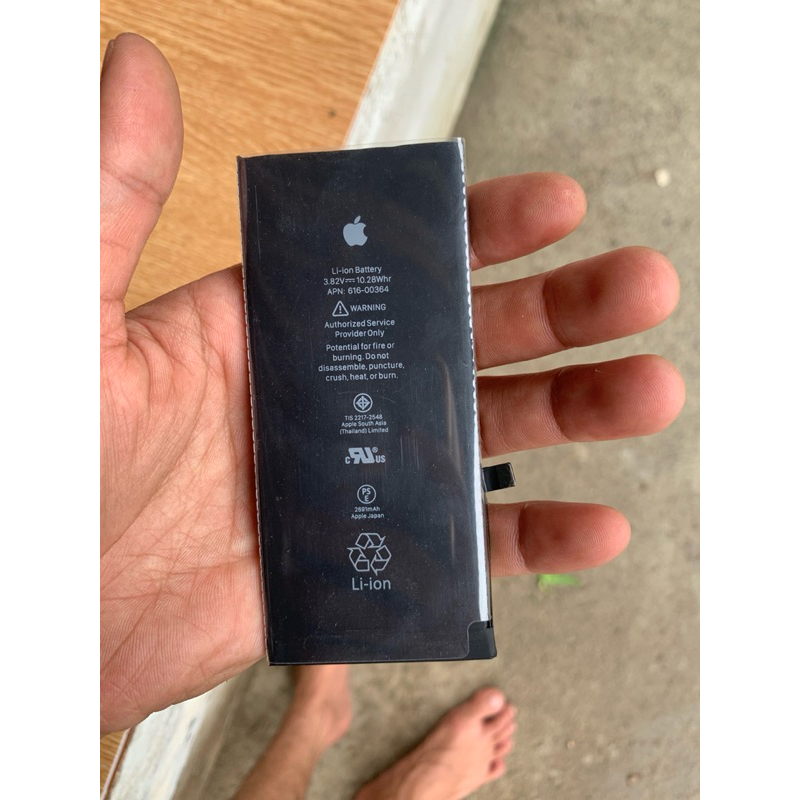 Li-ion Battery
3.82V⎓10.28Whr
APN: 616-00364
WARNING
Authorized Service
Provider Only
Potential for fire or
burning. Do not
disassemble, puncture,
crush, heat, or burn.
TIS 2217-2548
Apple South Asia
(Thailand) Limited
c RU® US
PS
E
2691mAh
Apple Japan
Li-ion